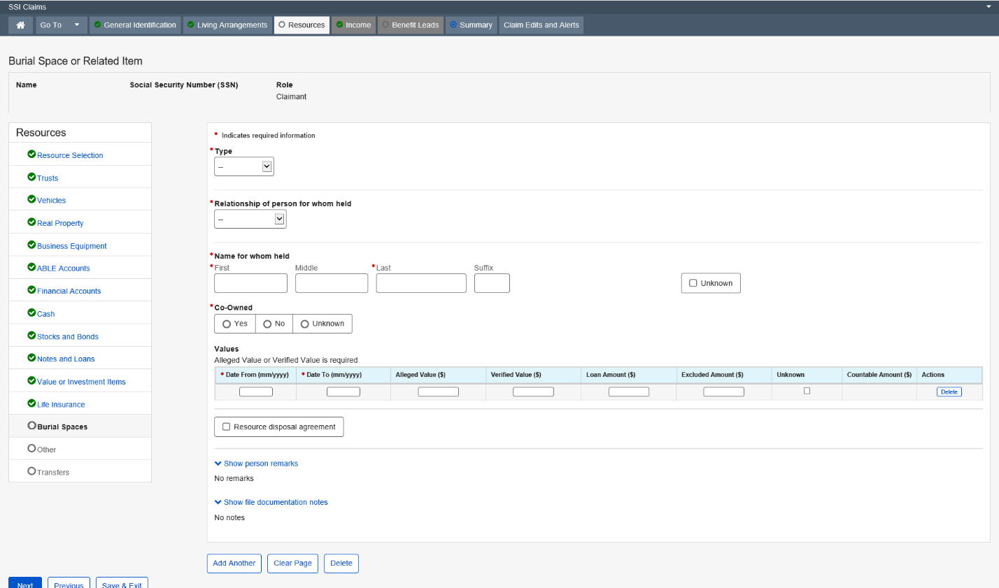 SSI Claims
Go To General Identification Living Arrangements Resources Income Benefit Leads Summary Claim Edits and Alerts
Burial Space or Related Item
Name Social Security Number (SSN) Role
Claimant
Resources
Resource Selection
Trusts
Vehicles
Real Property
Business Equipment
ABLE Accounts
Financial Accounts
Cash
Stocks and Bonds
Notes and Loans
Value or Investment Items
Life Insurance
Burial Spaces
Other
Transfers
* Indicates required information
* Type
--
* Relationship of person for whom held
--
* Name for whom held
* First Middle * Last Suffix
Unknown
* Co-Owned
Yes No Unknown
Values
Alleged Value or Verified Value is required
* Date From (mm/yyyy) * Date To (mm/yyyy) Alleged Value ($) Verified Value ($) Loan Amount ($) Excluded Amount ($) Unknown Countable Amount ($) Actions
Delete
Resource disposal agreement
Show person remarks
No remarks
Show file documentation notes
No notes
Add Another Clear Page Delete
Next Previous Save & Exit